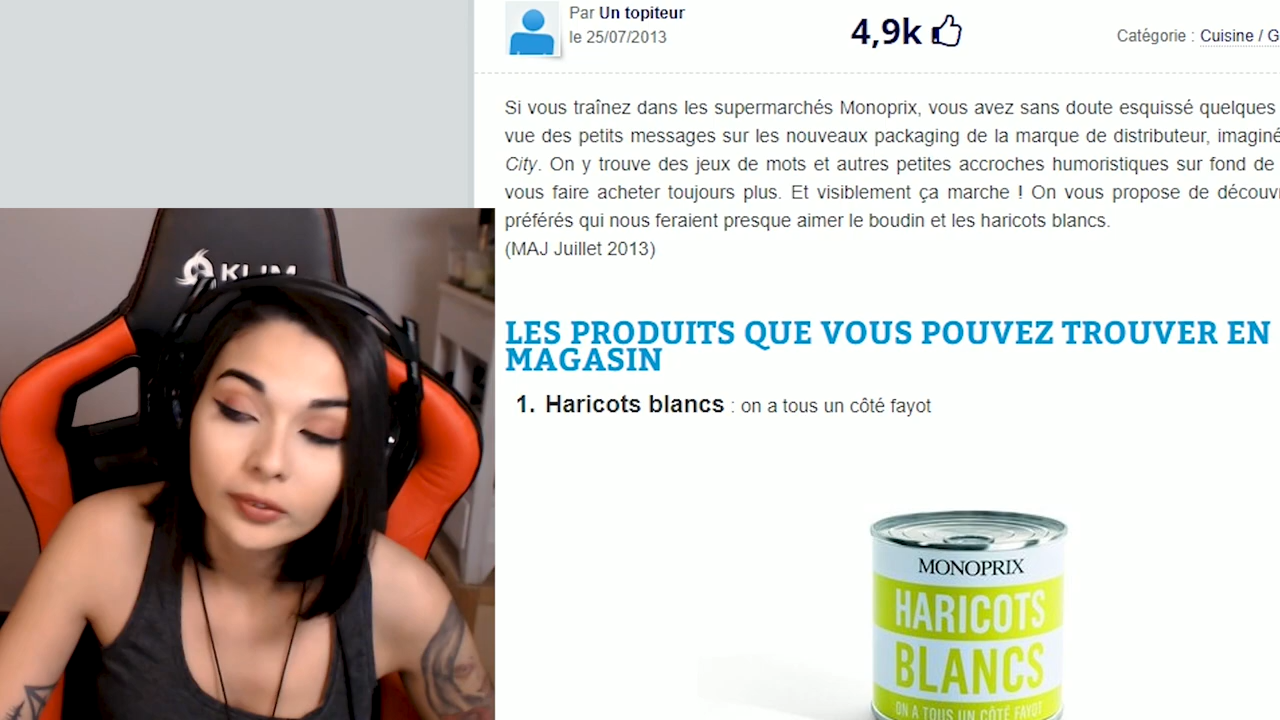 Par Un topiteur
le 25/07/2013
4,9k
Catégorie : Cuisine / G
Si vous traînez dans les supermarchés Monoprix, vous avez sans doute esquissé quelques
vue des petits messages sur les nouveaux packaging de la marque de distributeur, imaginé
City. On y trouve des jeux de mots et autres petites accroches humoristiques sur fond de
vous faire acheter toujours plus. Et visiblement ça marche ! On vous propose de découvr
préférés qui nous feraient presque aimer le boudin et les haricots blancs.
(MAJ Juillet 2013)
KLIM
LES PRODUITS QUE VOUS POUVEZ TROUVER EN
MAGASIN
1. Haricots blancs : on a tous un côté fayot
MONOPRIX
HARICOTS
BLANCS
ON A TOUS UN CÔTÉ FAYOT